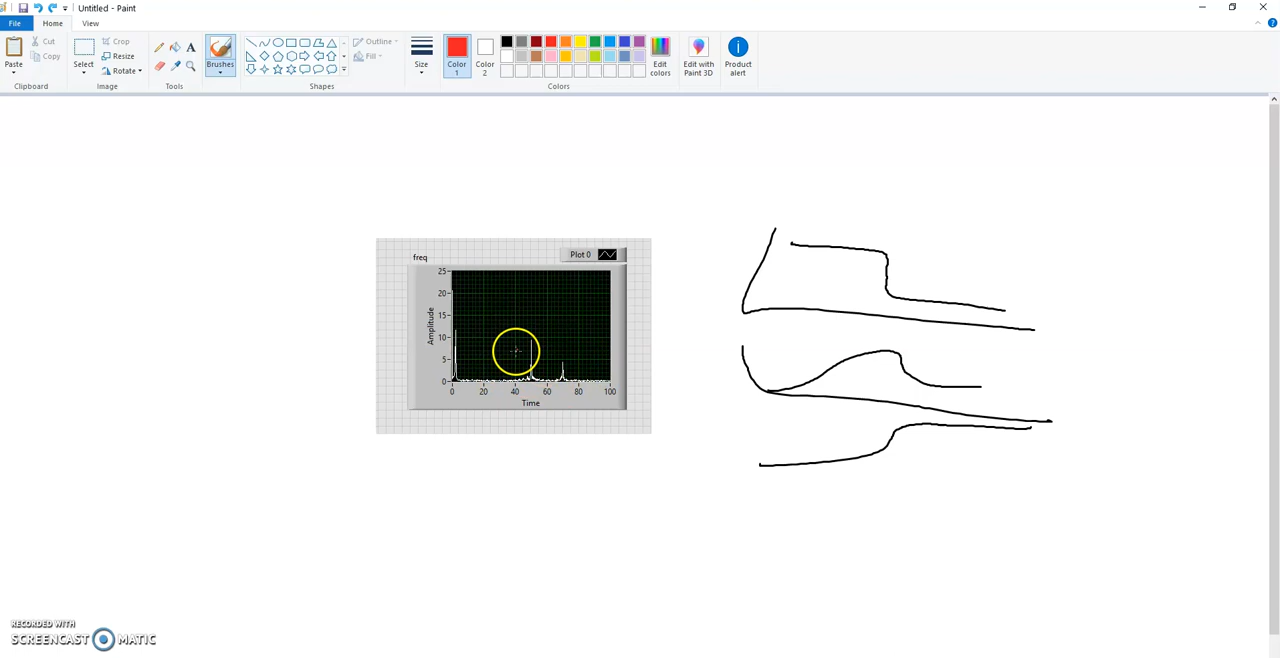 Untitled - Paint
File Home View
Paste
Cut
Copy
Clipboard
Select
Crop
Resize
Rotate
Image
A
Tools
Brushes
Shapes
Outline
Fill
Size
Color 1
Color 2
Edit colors
Colors
Edit with Paint 3D
Product alert
freq
Plot 0
Amplitude
25
20
15
10
5
0
0 20 40 60 80 100
Time
RECORDED WITH
SCREENCAST MATIC